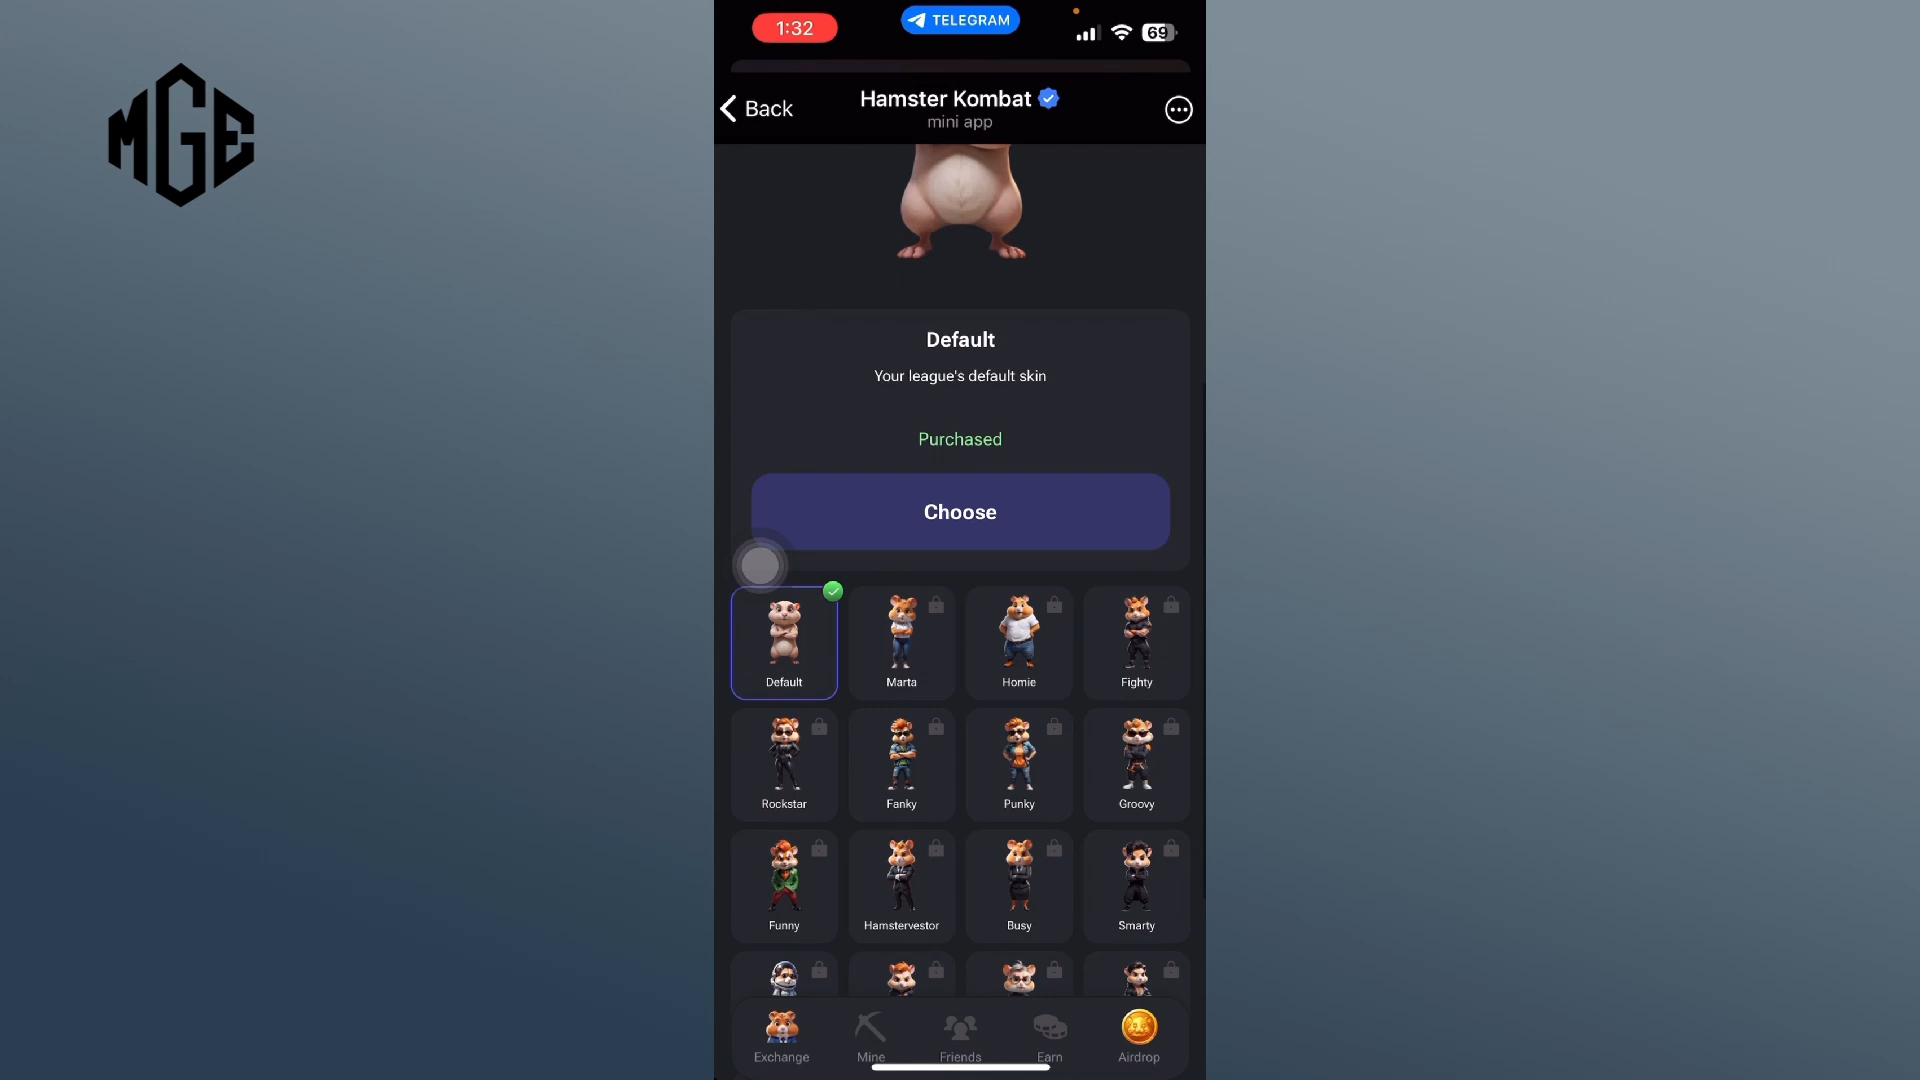 MGE
1:32
TELEGRAM
69
Back
Hamster Kombat
mini app
Default
Your league's default skin
Purchased
Choose
Default
Marta
Homie
Fighty
Rockstar
Fanky
Punky
Groovy
Funny
Hamstervestor
Busy
Smarty
Exchange
Mine
Friends
Earn
Airdrop